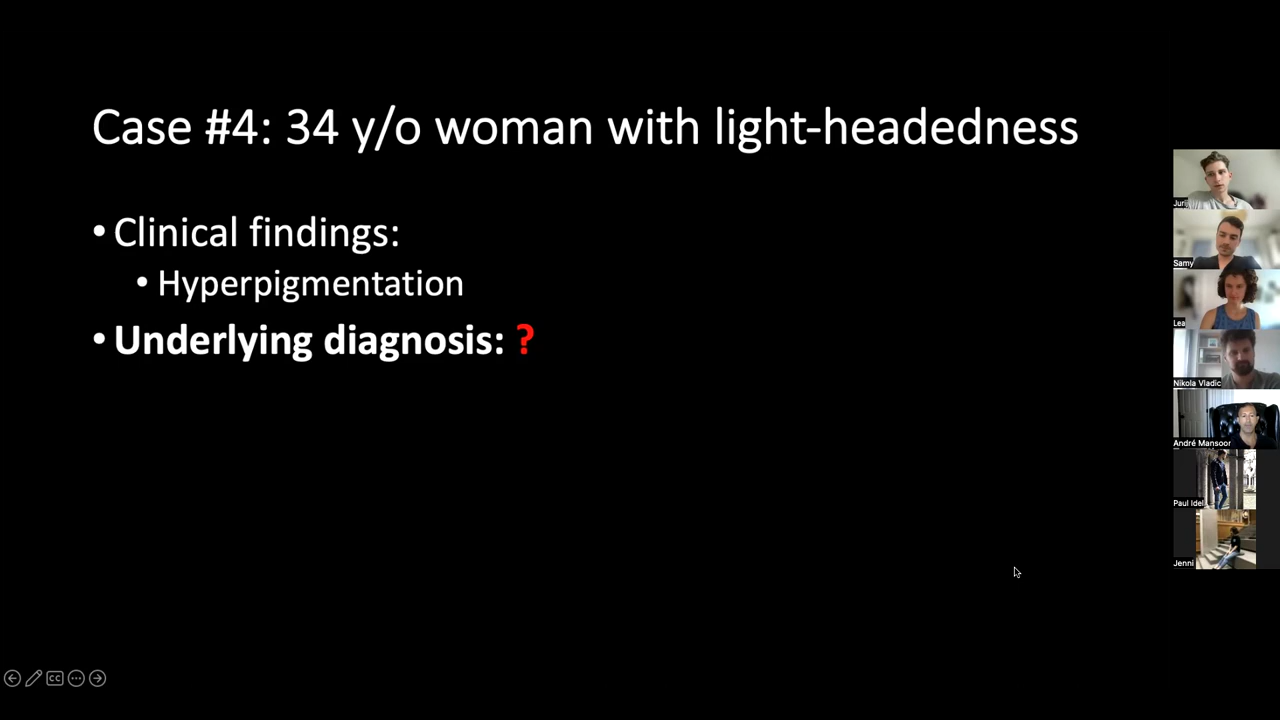 Case #4: 34 y/o woman with light-headedness
• Clinical findings:
• Hyperpigmentation
• Underlying diagnosis: ?
Jurij
Samy
Lea
Nikola Vladic
André Mansoor
Paul Idel
Jenni
CC